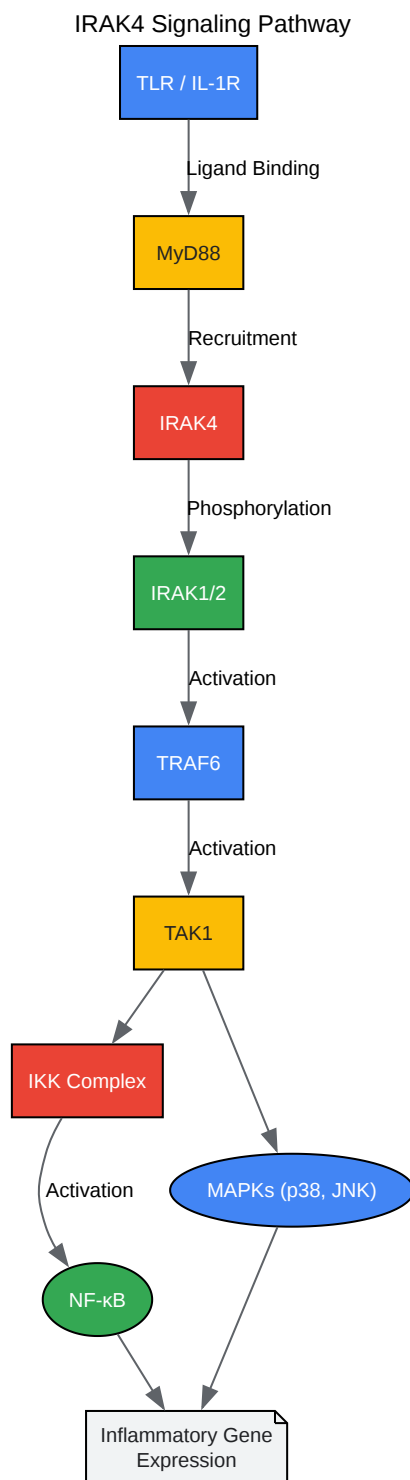 IRAK4 Signaling Pathway
TLR / IL-1R
Ligand Binding
MyD88
Recruitment
IRAK4
Phosphorylation
IRAK1/2
Activation
TRAF6
Activation
TAK1
IKK Complex
MAPKs (p38, JNK)
Activation
NF-κB
Inflammatory Gene
Expression